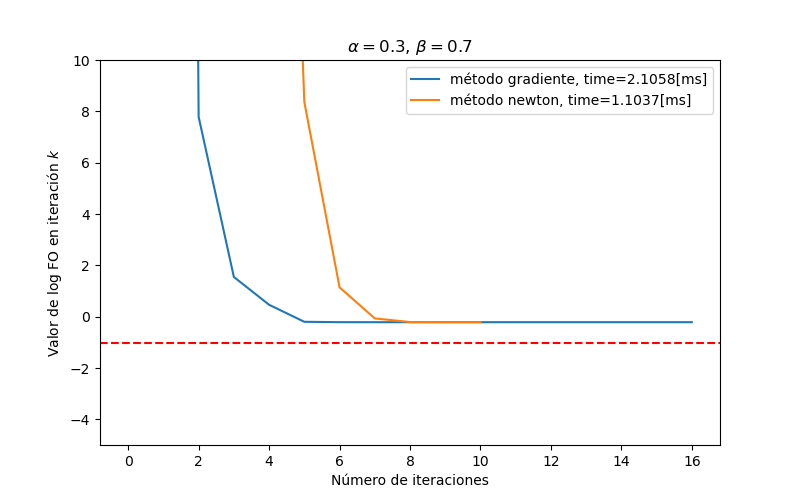 α = 0.3, β = 0.7
método gradiente, time=2.1058[ms]
método newton, time=1.1037[ms]
10
8
6
4
2
0
−2
−4
Valor de log FO en iteración k
0 2 4 6 8 10 12 14 16
Número de iteraciones